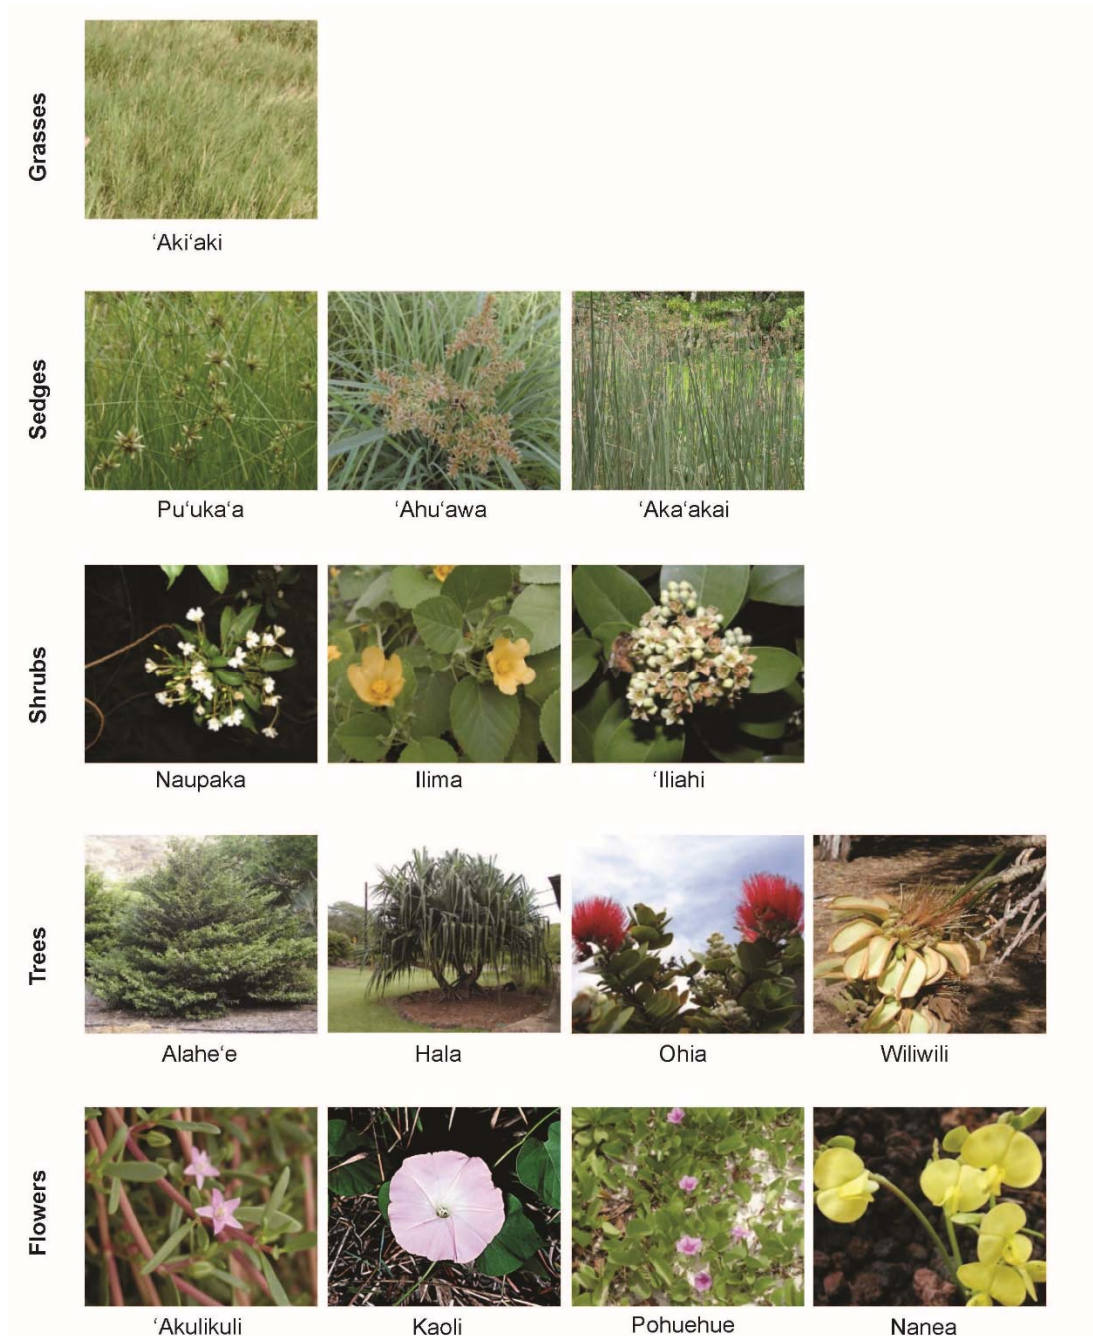 Grasses
‘Aki‘aki
Sedges
Pu‘uka‘a
‘Ahu‘awa
‘Aka‘akai
Shrubs
Naupaka
Ilima
‘Iliahi
Trees
Alahe‘e
Hala
Ohia
Wiliwili
Flowers
‘Akulikuli
Kaoli
Pohuehue
Nanea